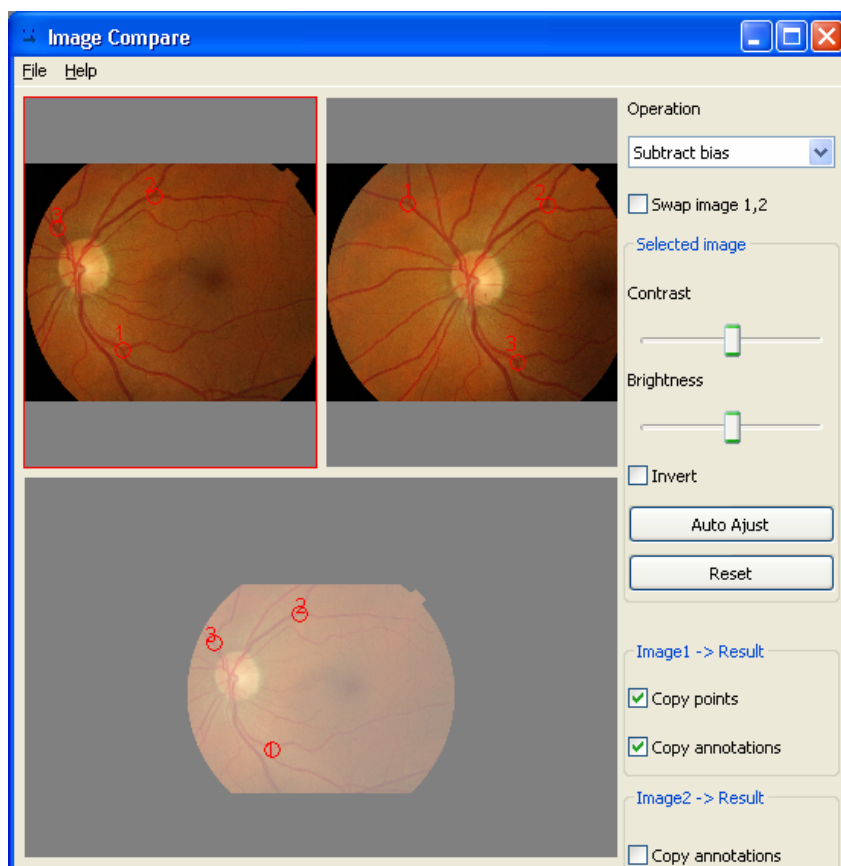 Image Compare
File Help
Operation
Subtract bias
Swap image 1,2
Selected image
Contrast
Brightness
Invert
Auto Ajust
Reset
Image1 -> Result
Copy points
Copy annotations
Image2 -> Result
Copy annotations
3
2
1
1
2
3
3
2
1